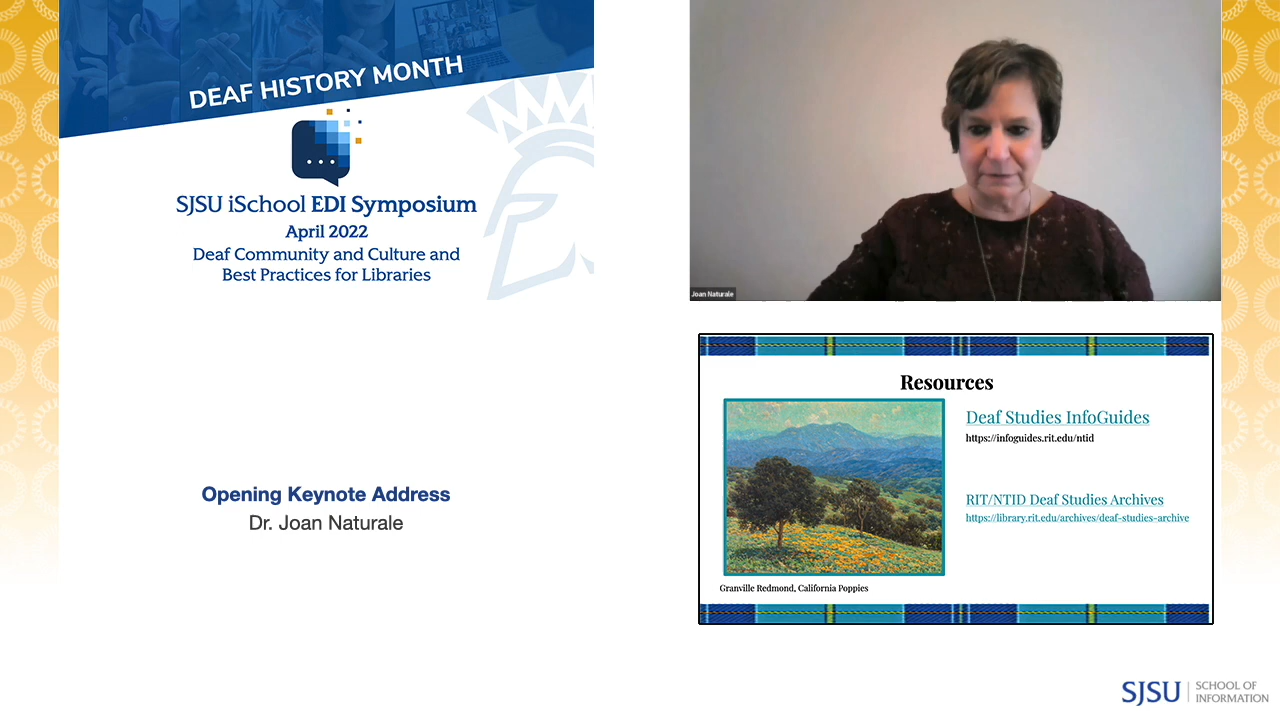 DEAF HISTORY MONTH
SJSU iSchool EDI Symposium
April 2022
Deaf Community and Culture and
Best Practices for Libraries
Opening Keynote Address
Dr. Joan Naturale
Joan Naturale
Resources
Deaf Studies InfoGuides
https://infoguides.rit.edu/ntid
RIT/NTID Deaf Studies Archives
https://library.rit.edu/archives/deaf-studies-archive
Granville Redmond, California Poppies
SJSU SCHOOL OF
INFORMATION